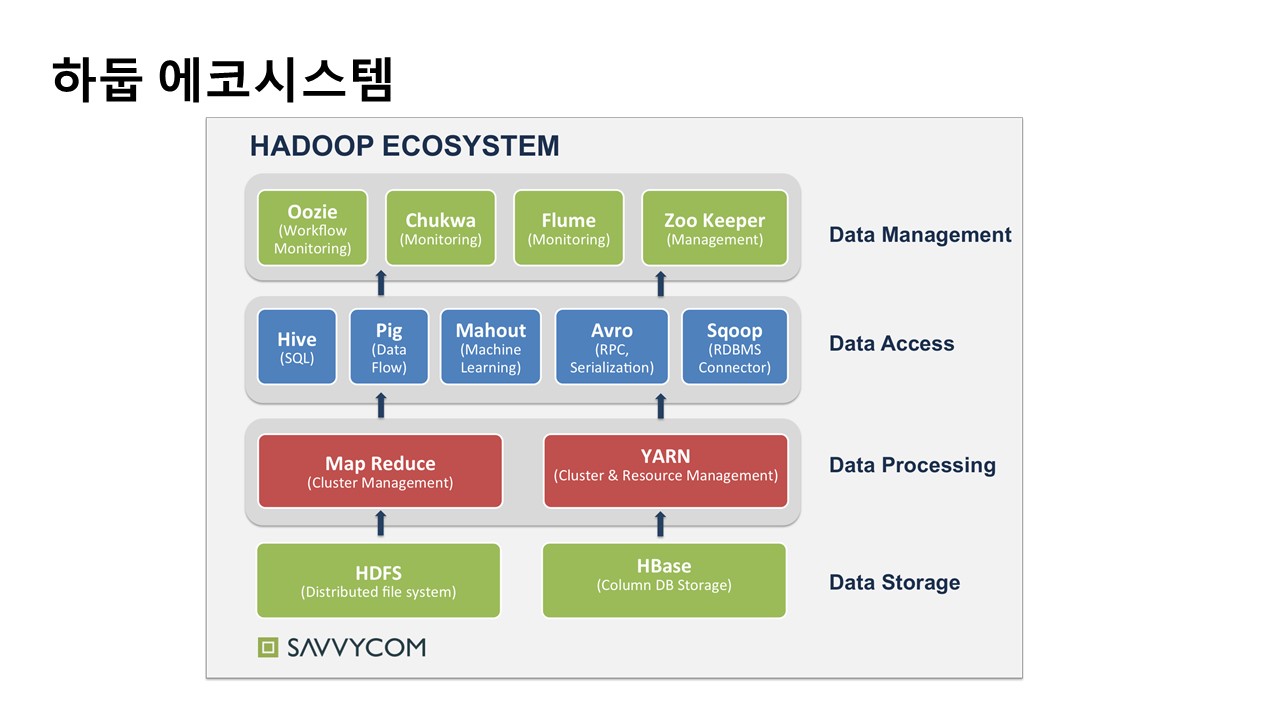 하둡 에코시스템
HADOOP ECOSYSTEM
Oozie
(Workflow
Monitoring)
Chukwa
(Monitoring)
Flume
(Monitoring)
Zoo Keeper
(Management)
Data Management
Hive
(SQL)
Pig
(Data
Flow)
Mahout
(Machine
Learning)
Avro
(RPC,
Serialization)
Sqoop
(RDBMS
Connector)
Data Access
Map Reduce
(Cluster Management)
YARN
(Cluster & Resource Management)
Data Processing
HDFS
(Distributed file system)
HBase
(Column DB Storage)
Data Storage
SAVVYCOM